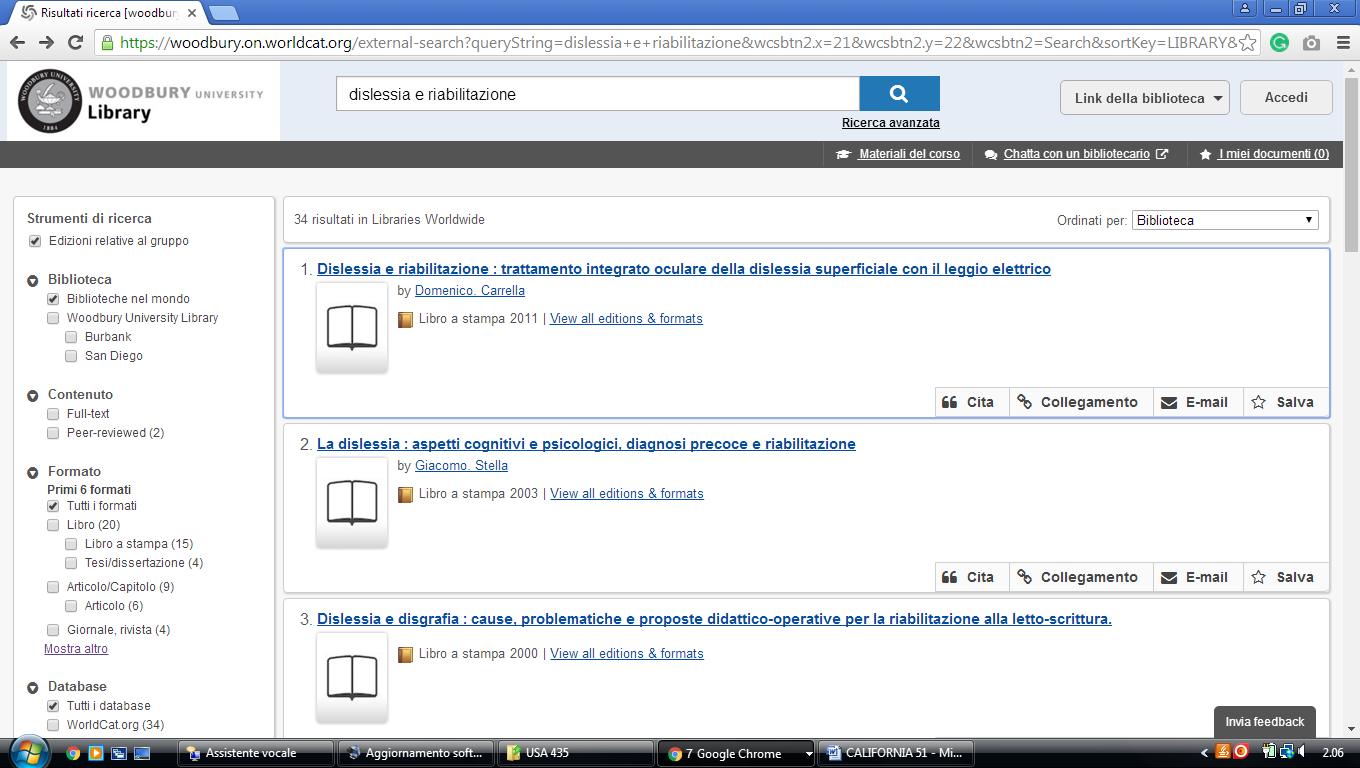 Risultati ricerca [woodbury
https://woodbury.on.worldcat.org/external-search?queryString=dislessia+e+riabilitazione&wcsbtn2.x=21&wcsbtn2.y=22&wcsbtn2=Search&sortKey=LIBRARY&
WOODBURY UNIVERSITY
Library
WOODBURY UNIVERSITY
1884
dislessia e riabilitazione
Ricerca avanzata
Link della biblioteca
Accedi
Materiali del corso
Chatta con un bibliotecario
I miei documenti (0)
Strumenti di ricerca
Edizioni relative al gruppo
Biblioteca
Biblioteche nel mondo
Woodbury University Library
Burbank
San Diego
Contenuto
Full-text
Peer-reviewed (2)
Formato
Primi 6 formati
Tutti i formati
Libro (20)
Libro a stampa (15)
Tesi/dissertazione (4)
Articolo/Capitolo (9)
Articolo (6)
Giornale, rivista (4)
Mostra altro
Database
Tutti i database
WorldCat.org (34)
34 risultati in Libraries Worldwide
Ordinati per: Biblioteca
1. Dislessia e riabilitazione : trattamento integrato oculare della dislessia superficiale con il leggio elettrico
by Domenico. Carrella
Libro a stampa 2011 | View all editions & formats
Cita Collegamento E-mail Salva
2. La dislessia : aspetti cognitivi e psicologici, diagnosi precoce e riabilitazione
by Giacomo. Stella
Libro a stampa 2003 | View all editions & formats
Cita Collegamento E-mail Salva
3. Dislessia e disgrafia : cause, problematiche e proposte didattico-operative per la riabilitazione alla letto-scrittura.
Libro a stampa 2000 | View all editions & formats
Invia feedback
Assistente vocale
Aggiornamento soft...
USA 435
7 Google Chrome
CALIFORNIA 51 - Mi...
2.06